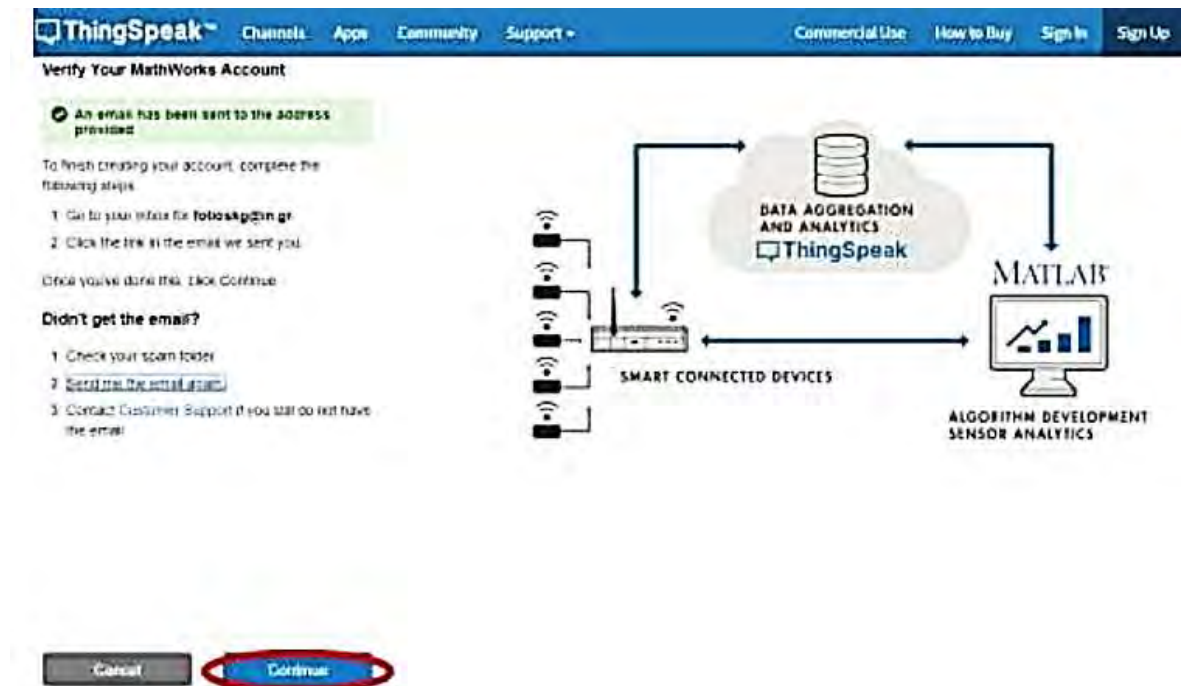 ThingSpeak™ Channels Apps Community Support Commercial Use How to Buy Sign In Sign Up
Verify Your MathWorks Account
An email has been sent to the address
provided
To finish creating your account, complete the
following steps
1 Go to your inbox for
2 Click the link in the email we sent you
Once you've done this, click Continue
Didn't get the email?
1 Check your spam folder
2 Send me the email again
3 Contact Customer Support if you still do not have
the email
DATA AGGREGATION
AND ANALYTICS
ThingSpeak
MATLAB
SMART CONNECTED DEVICES
ALGORITHM DEVELOPMENT
SENSOR ANALYTICS
Cancel Continue